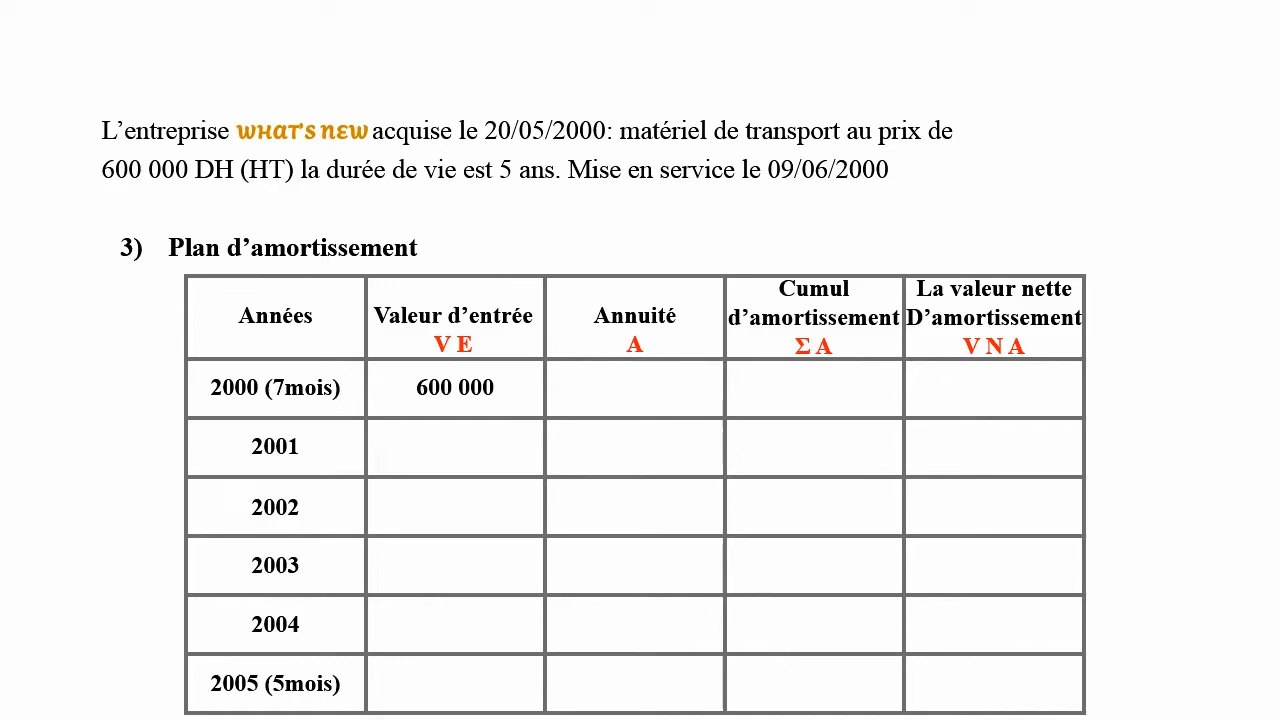 L’entreprise WHAT'S NEW acquise le 20/05/2000: matériel de transport au prix de
600 000 DH (HT) la durée de vie est 5 ans. Mise en service le 09/06/2000
3) Plan d’amortissement
Années
Valeur d’entrée
V E
Annuité
A
Cumul
d’amortissement
Σ A
La valeur nette
D’amortissement
V N A
2000 (7mois) 600 000
2001
2002
2003
2004
2005 (5mois)